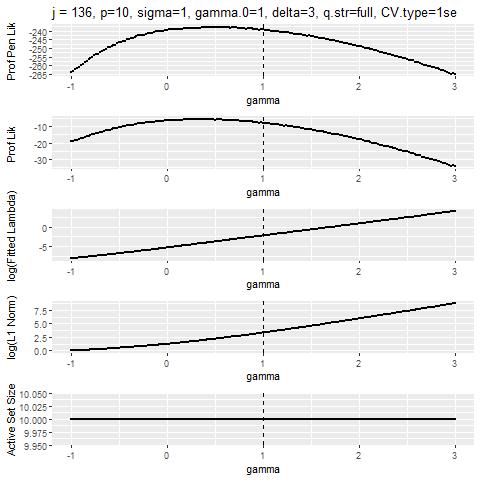 j = 136, p=10, sigma=1, gamma.0=1, delta=3, q.str=full, CV.type=1se
Prof Pen Lik
-240
-245
-250
-255
-260
-265
-1 0 1 2 3
gamma
Prof Lik
-10
-20
-30
-1 0 1 2 3
gamma
log(Fitted Lambda)
0
-5
-1 0 1 2 3
gamma
log(L1 Norm)
7.5
5.0
2.5
0.0
-1 0 1 2 3
gamma
Active Set Size
10.050
10.025
10.000
9.975
9.950
-1 0 1 2 3
gamma